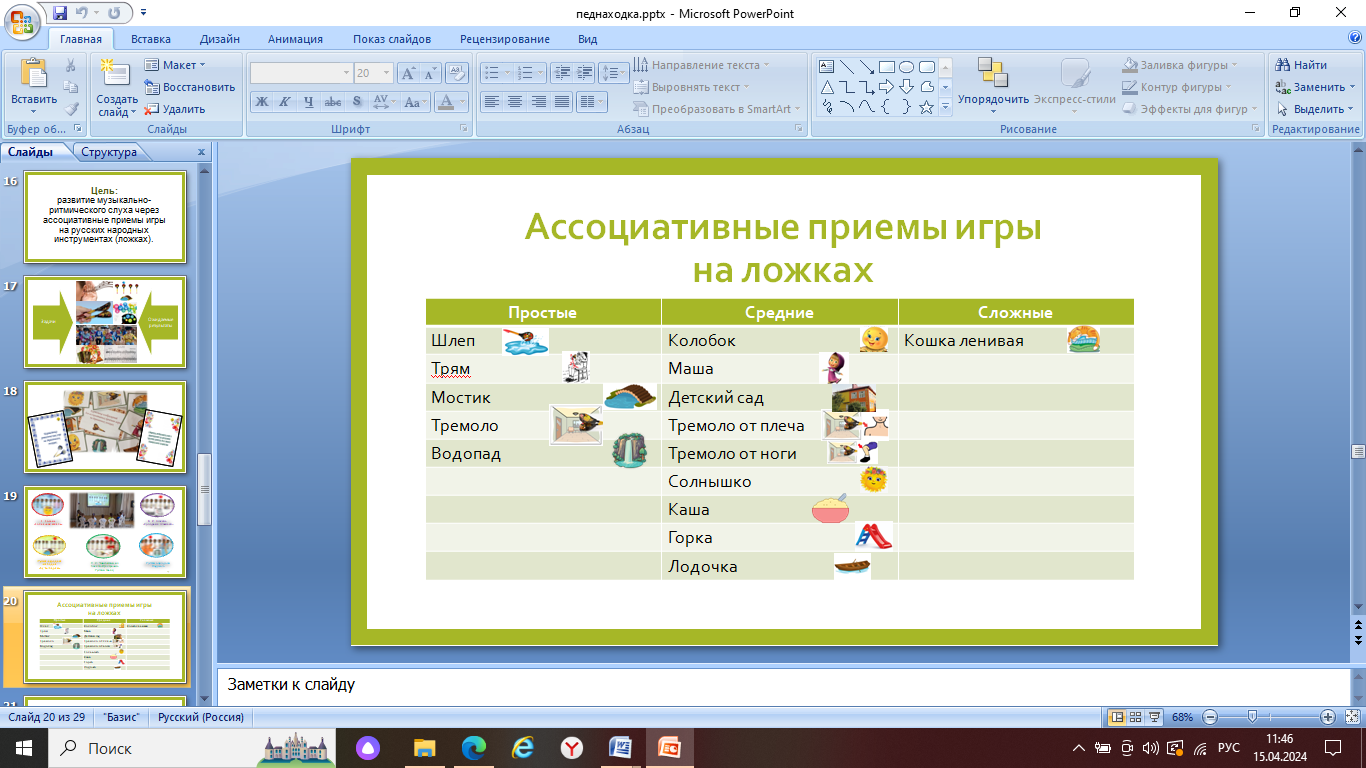 педнаходка.pptx - Microsoft PowerPoint
Главная Вставка Дизайн Анимация Показ слайдов Рецензирование Вид
Вставить
Создать слайд
Макет
Восстановить
Удалить
20
Ж К Ч abc S AV Aa A
Направление текста
Выровнять текст
Преобразовать в SmartArt
Упорядочить
Экспресс-стили
Заливка фигуры
Контур фигуры
Эффекты для фигур
Найти
Заменить
Выделить
Буфер об... Слайды Шрифт Абзац Рисование Редактирование
Слайды Структура x
16
Цель:
развитие музыкально-
ритмического слуха через
ассоциативные приемы игры
на русских народных
инструментах (ложках).
17
18
19
20
Ассоциативные приемы игры
на ложках
21
Ассоциативные приемы игры
на ложках
Простые Средние Сложные
Шлеп Колобок Кошка ленивая
Трям Маша
Мостик Детский сад
Тремоло Тремоло от плеча
Водопад Тремоло от ноги
Солнышко
Каша
Горка
Лодочка
Заметки к слайду
Слайд 20 из 29 "Базис" Русский (Россия) 68%
Поиск
РУС
11:46
15.04.2024